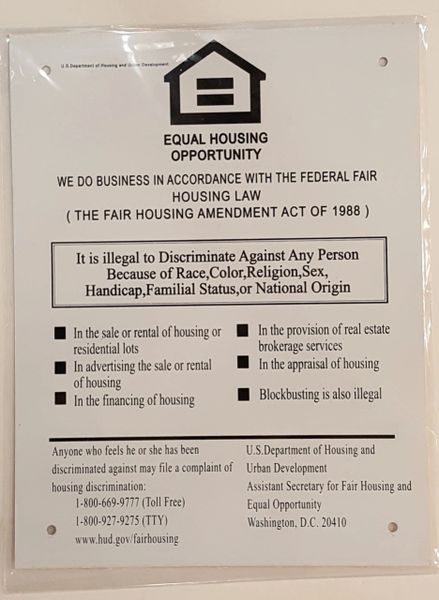 U.S.Department of Housing and Urban Development
EQUAL HOUSING
OPPORTUNITY
WE DO BUSINESS IN ACCORDANCE WITH THE FEDERAL FAIR
HOUSING LAW
( THE FAIR HOUSING AMENDMENT ACT OF 1988 )
It is illegal to Discriminate Against Any Person
Because of Race,Color,Religion,Sex,
Handicap,Familial Status,or National Origin
In the sale or rental of housing or
residential lots
In advertising the sale or rental
of housing
In the financing of housing
In the provision of real estate
brokerage services
In the appraisal of housing
Blockbusting is also illegal
Anyone who feels he or she has been
discriminated against may file a complaint of
housing discrimination:
1-800-669-9777 (Toll Free)
1-800-927-9275 (TTY)
www.hud.gov/fairhousing
U.S.Department of Housing and
Urban Development
Assistant Secretary for Fair Housing and
Equal Opportunity
Washington, D.C. 20410